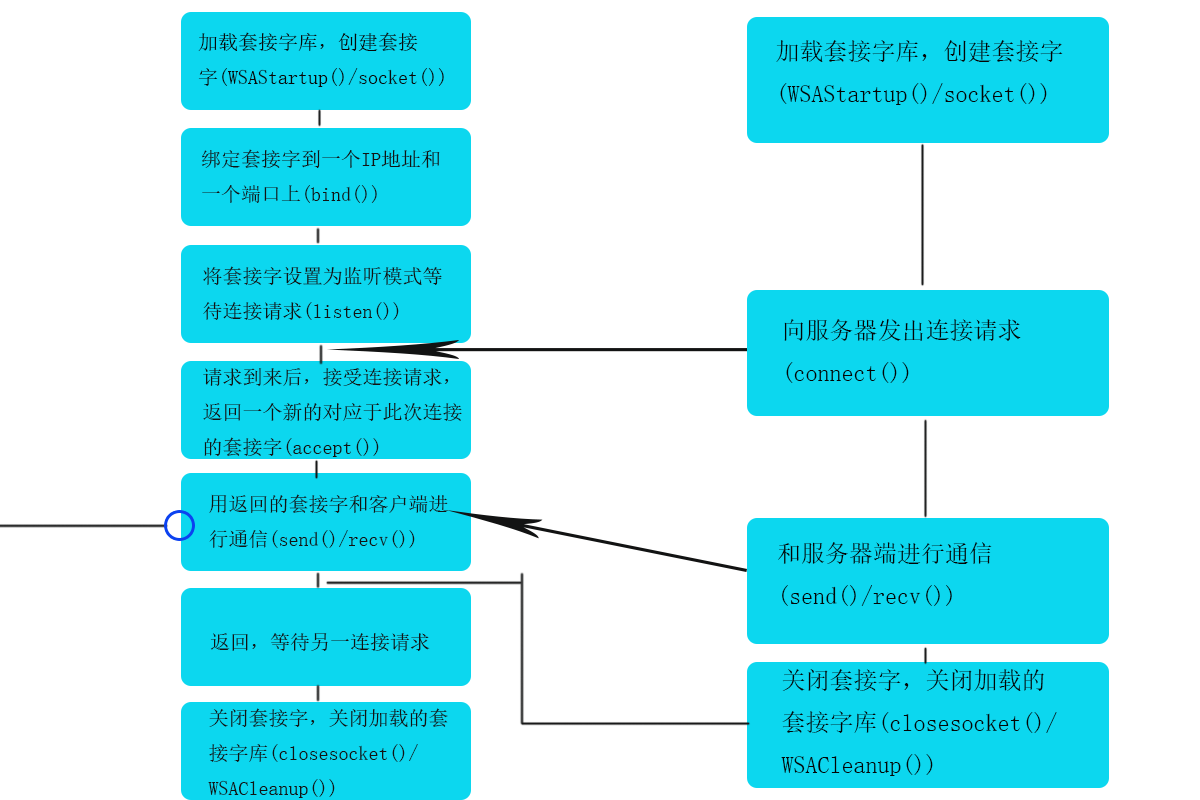 加载套接字库，创建套接
字(WSAStartup()/socket())
绑定套接字到一个IP地址和
一个端口上(bind())
将套接字设置为监听模式等
待连接请求(listen())
请求到来后，接受连接请求，
返回一个新的对应于此次连接
的套接字(accept())
用返回的套接字和客户端进
行通信(send()/recv())
返回，等待另一连接请求
关闭套接字，关闭加载的套
接字库(closesocket()/
WSACleanup())
加载套接字库，创建套接字
(WSAStartup()/socket())
向服务器发出连接请求
(connect())
和服务器端进行通信
(send()/recv())
关闭套接字，关闭加载的
套接字库(closesocket()/
WSACleanup())